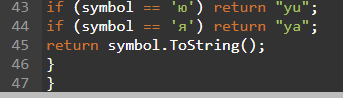 43 if (symbol == 'ю') return "yu";
44 if (symbol == 'я') return "ya";
45 return symbol.ToString();
46 }
47 }